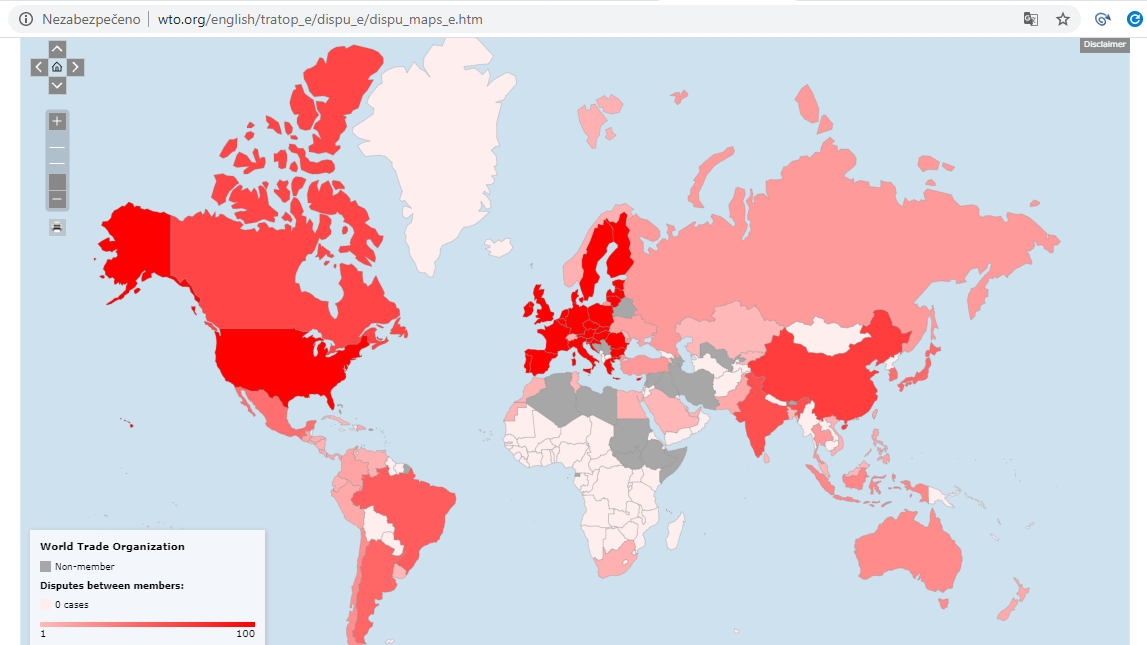 Nezabezpečeno | wto.org/english/tratop_e/dispu_e/dispu_maps_e.htm
Disclaimer
World Trade Organization
Non-member
Disputes between members:
0 cases
1 100